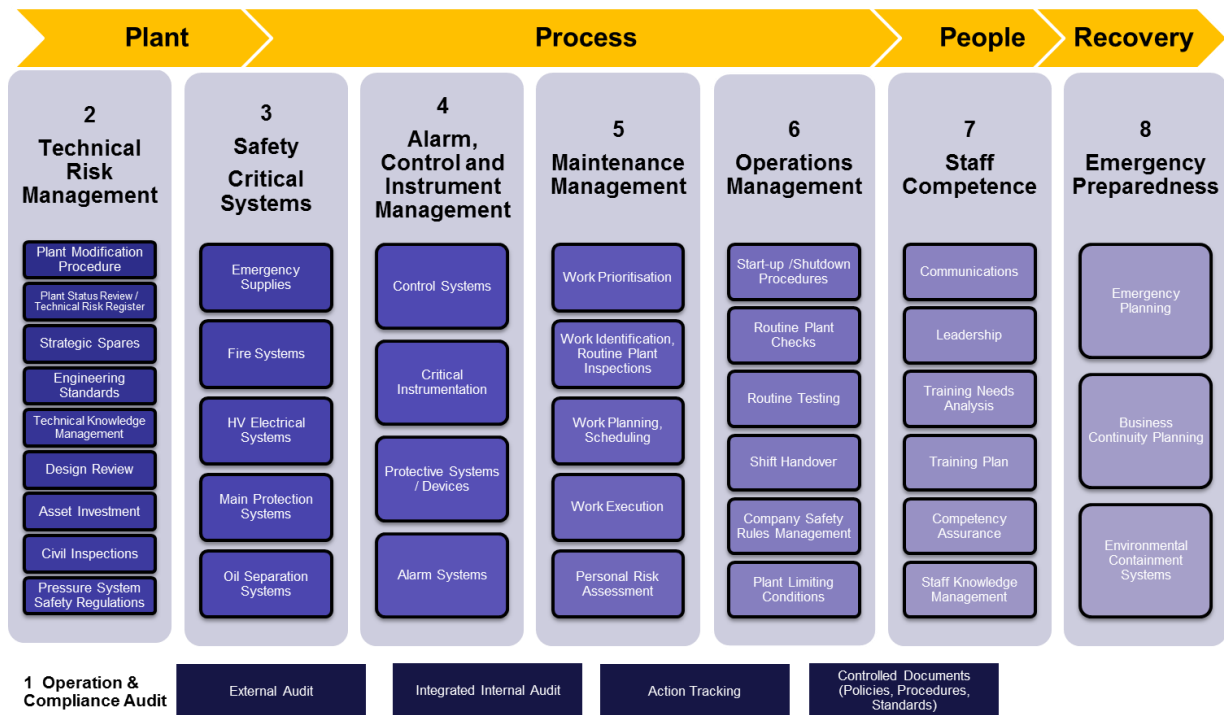 Plant
Process
People
Recovery
2
Technical
Risk
Management
Plant Modification
Procedure
Plant Status Review /
Technical Risk Register
Strategic Spares
Engineering
Standards
Technical Knowledge
Management
Design Review
Asset Investment
Civil Inspections
Pressure System
Safety Regulations
3
Safety
Critical
Systems
Emergency
Supplies
Fire Systems
HV Electrical
Systems
Main Protection
Systems
Oil Separation
Systems
4
Alarm,
Control and
Instrument
Management
Control Systems
Critical
Instrumentation
Protective Systems
/ Devices
Alarm Systems
5
Maintenance
Management
Work Prioritisation
Work Identification,
Routine Plant
Inspections
Work Planning,
Scheduling
Work Execution
Personal Risk
Assessment
6
Operations
Management
Start-up /Shutdown
Procedures
Routine Plant
Checks
Routine Testing
Shift Handover
Company Safety
Rules Management
Plant Limiting
Conditions
7
Staff
Competence
Communications
Leadership
Training Needs
Analysis
Training Plan
Competency
Assurance
Staff Knowledge
Management
8
Emergency
Preparedness
Emergency
Planning
Business
Continuity Planning
Environmental
Containment
Systems
1 Operation &
Compliance Audit
External Audit
Integrated Internal Audit
Action Tracking
Controlled Documents
(Policies, Procedures,
Standards)